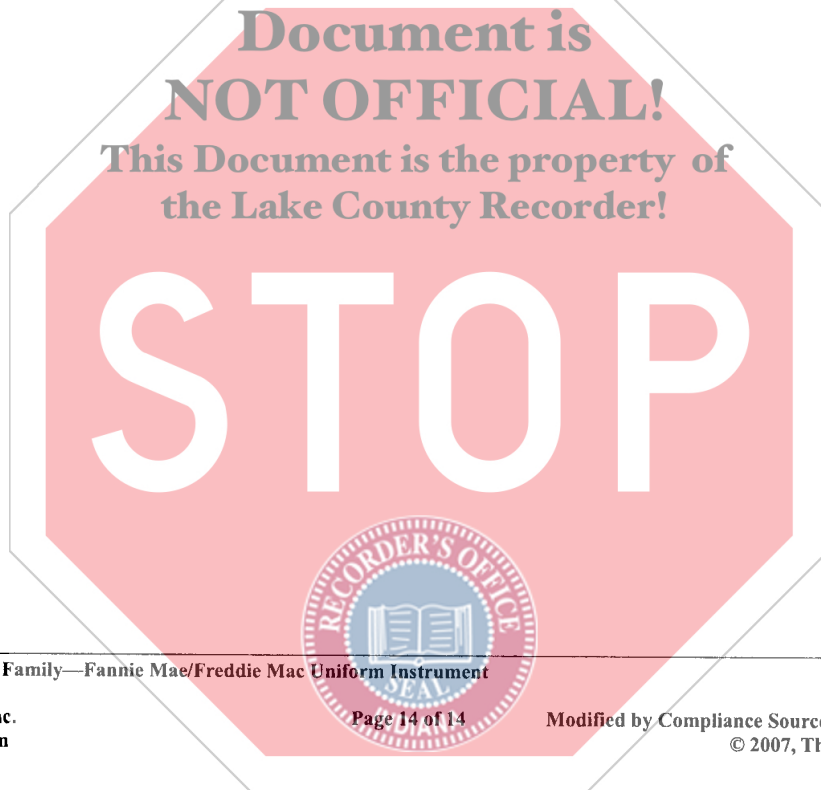 Document is
NOT OFFICIAL!
This Document is the property of
the Lake County Recorder!
STOP
RECORDER'S OFFICE
SEAL
INDIANA
Family—Fannie Mae/Freddie Mac Uniform Instrument
Page 14 of 14 Modified by Compliance Source
© 2007,